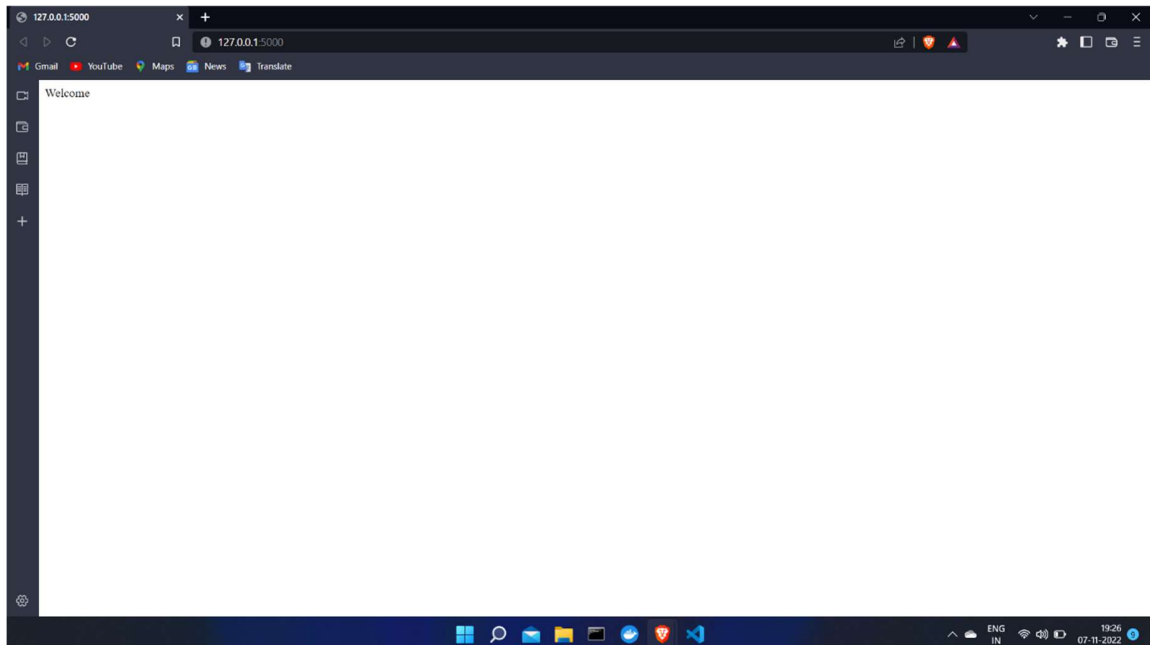 127.0.0.1:5000
127.0.0.1:5000
Gmail YouTube Maps News Translate
Welcome
ENG
IN
19:26
07-11-2022